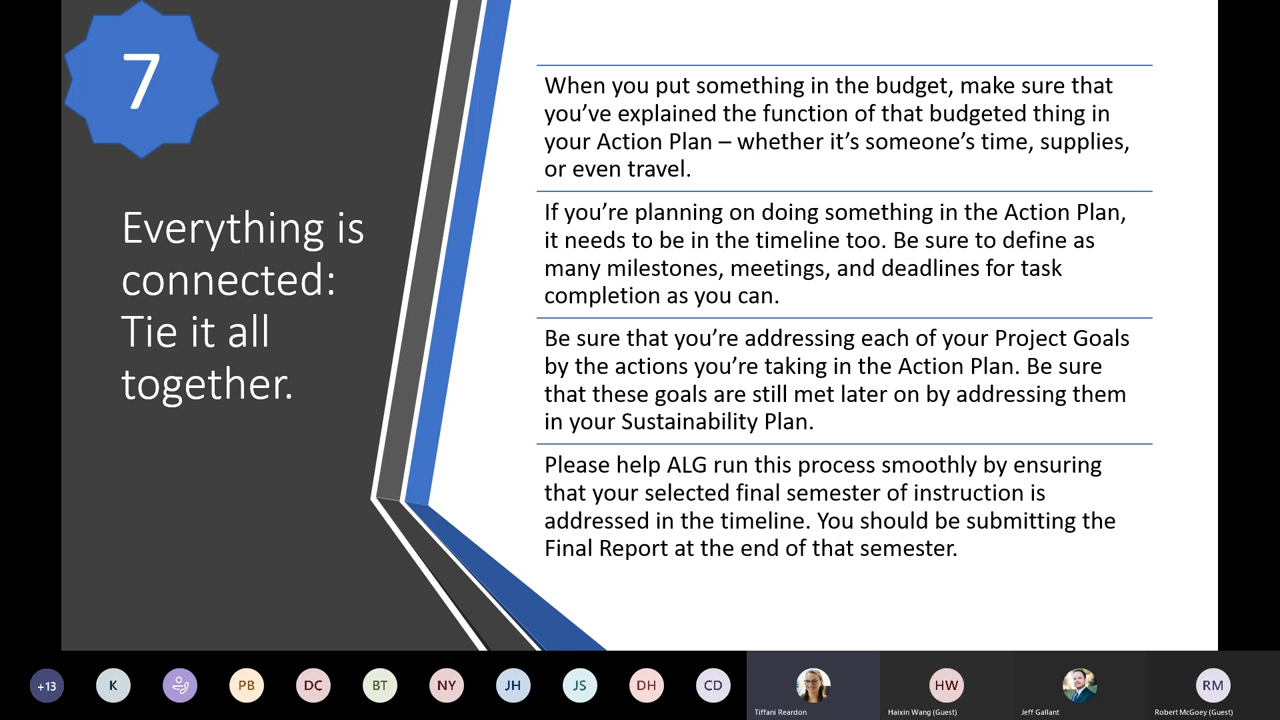 7
Everything is
connected:
Tie it all
together.
When you put something in the budget, make sure that
you’ve explained the function of that budgeted thing in
your Action Plan – whether it’s someone’s time, supplies,
or even travel.
If you’re planning on doing something in the Action Plan,
it needs to be in the timeline too. Be sure to define as
many milestones, meetings, and deadlines for task
completion as you can.
Be sure that you’re addressing each of your Project Goals
by the actions you’re taking in the Action Plan. Be sure
that these goals are still met later on by addressing them
in your Sustainability Plan.
Please help ALG run this process smoothly by ensuring
that your selected final semester of instruction is
addressed in the timeline. You should be submitting the
Final Report at the end of that semester.
+13
K
PB
DC
BT
NY
JH
JS
DH
CD
Tiffani Reardon
HW
Haixin Wang (Guest)
Jeff Gallant
RM
Robert McGoey (Guest)